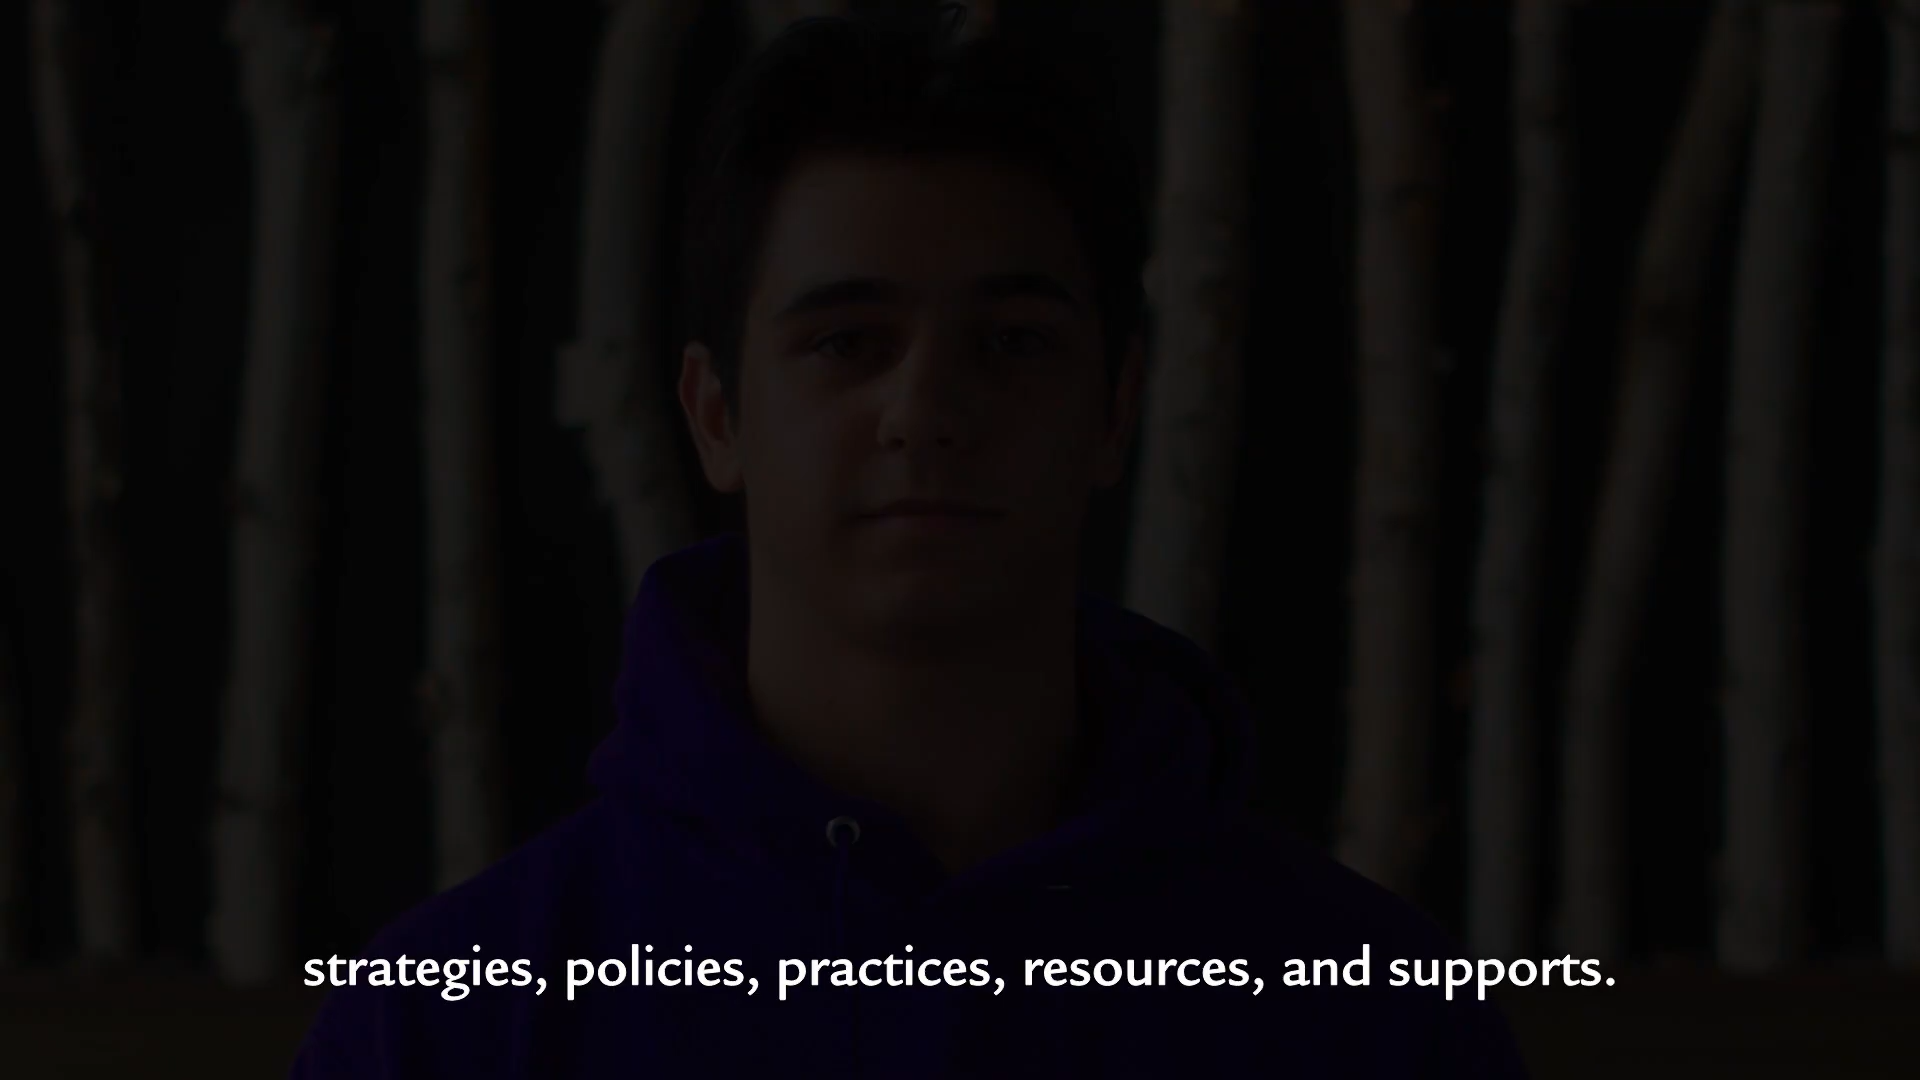 strategies, policies, practices, resources, and supports.